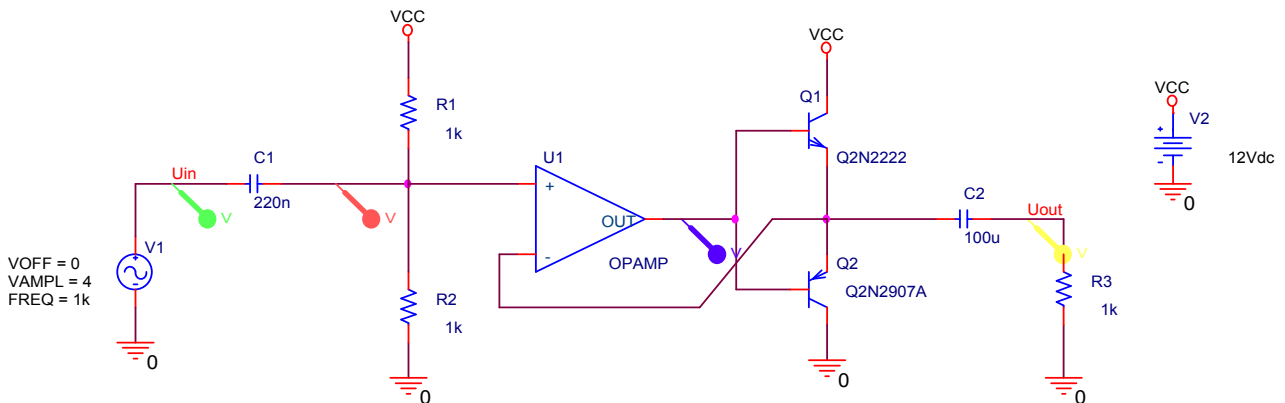 VCC
VCC
R1
1k
Q1
Q2N2222
VCC
V2
12Vdc
0
Uin
C1
220n
V
V
U1
+
-
OUT
OPAMP
V
C2
100u
Uout
V
V1
VOFF = 0
VAMPL = 4
FREQ = 1k
+
-
R2
1k
Q2
Q2N2907A
R3
1k
+
-
0
0
0
0